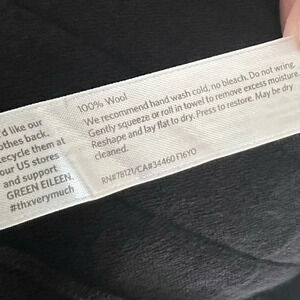 'd like our
othes back.
ecycle them at
our US stores
and support
GREEN EILEEN.
#thxverymuch
100% Wool
We recommend hand wash cold, no bleach. Do not wring.
Gently squeeze or roll in towel to remove excess moisture.
Reshape and lay flat to dry. Press to restore. May be dry
cleaned.
RN#78121/CA#34460 F16YO